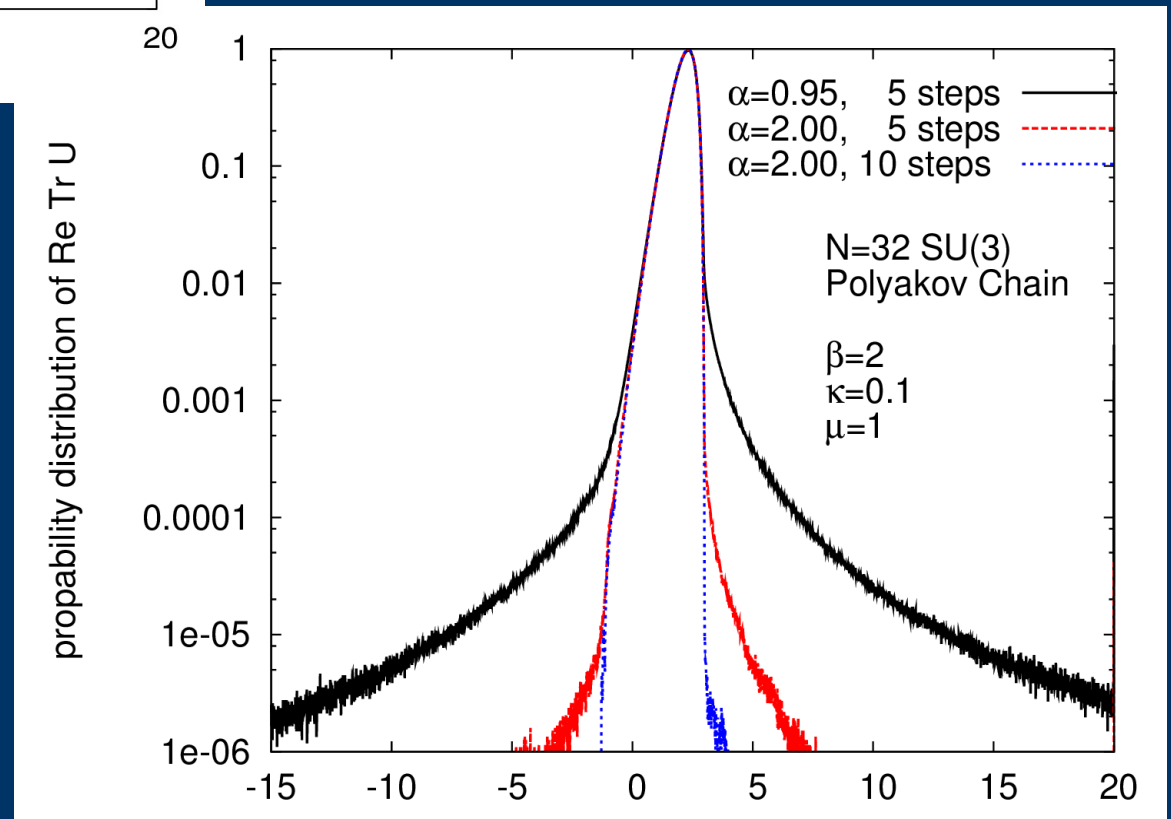 20
1
0.1
0.01
0.001
0.0001
1e-05
1e-06
propability distribution of Re Tr U
α=0.95, 5 steps
α=2.00, 5 steps
α=2.00, 10 steps
N=32 SU(3)
Polyakov Chain
β=2
κ=0.1
μ=1
-15 -10 -5 0 5 10 15 20